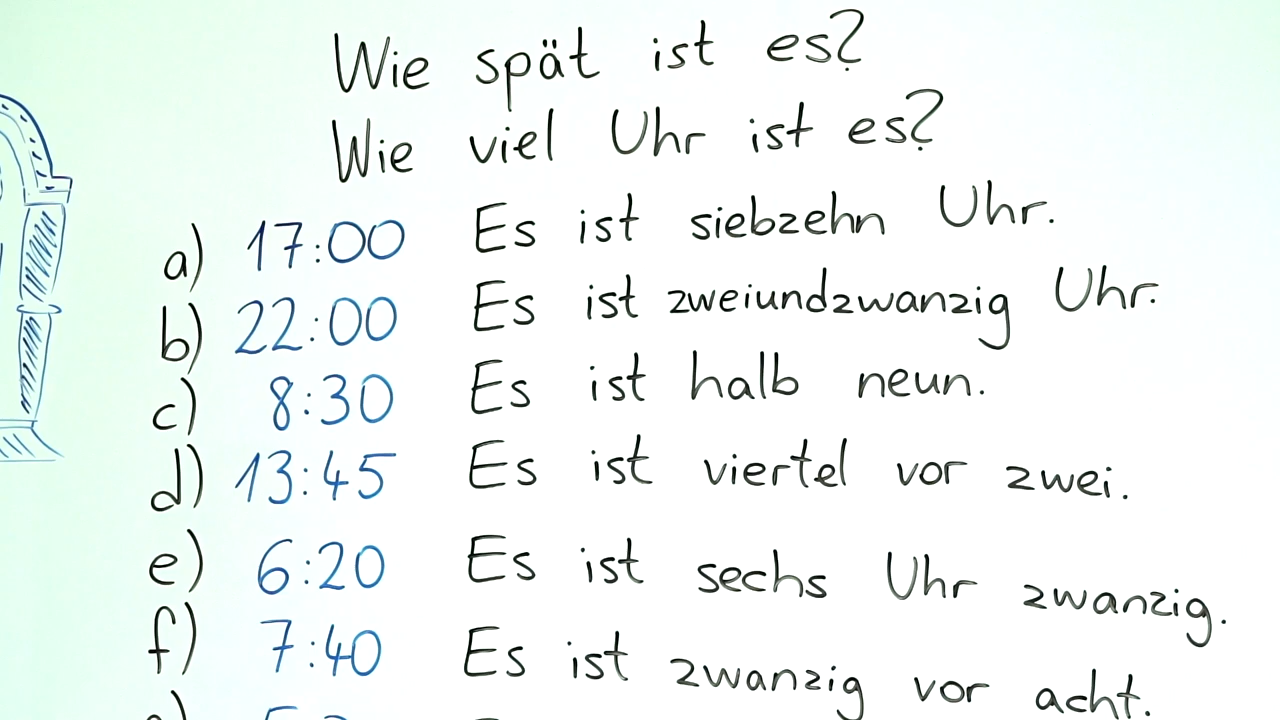 Wie spät ist es?
Wie viel Uhr ist es?
a) 17:00 Es ist siebzehn Uhr.
b) 22:00 Es ist zweiundzwanzig Uhr.
c) 8:30 Es ist halb neun.
d) 13:45 Es ist viertel vor zwei.
e) 6:20 Es ist sechs Uhr zwanzig.
f) 7:40 Es ist zwanzig vor acht.